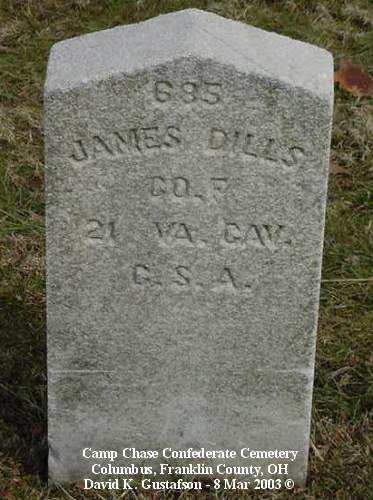 685
JAMES DILLS
CO. F
21 VA. CAV.
C. S. A.
Camp Chase Confederate Cemetery
Columbus, Franklin County, OH
David K. Gustafson - 8 Mar 2003 ©